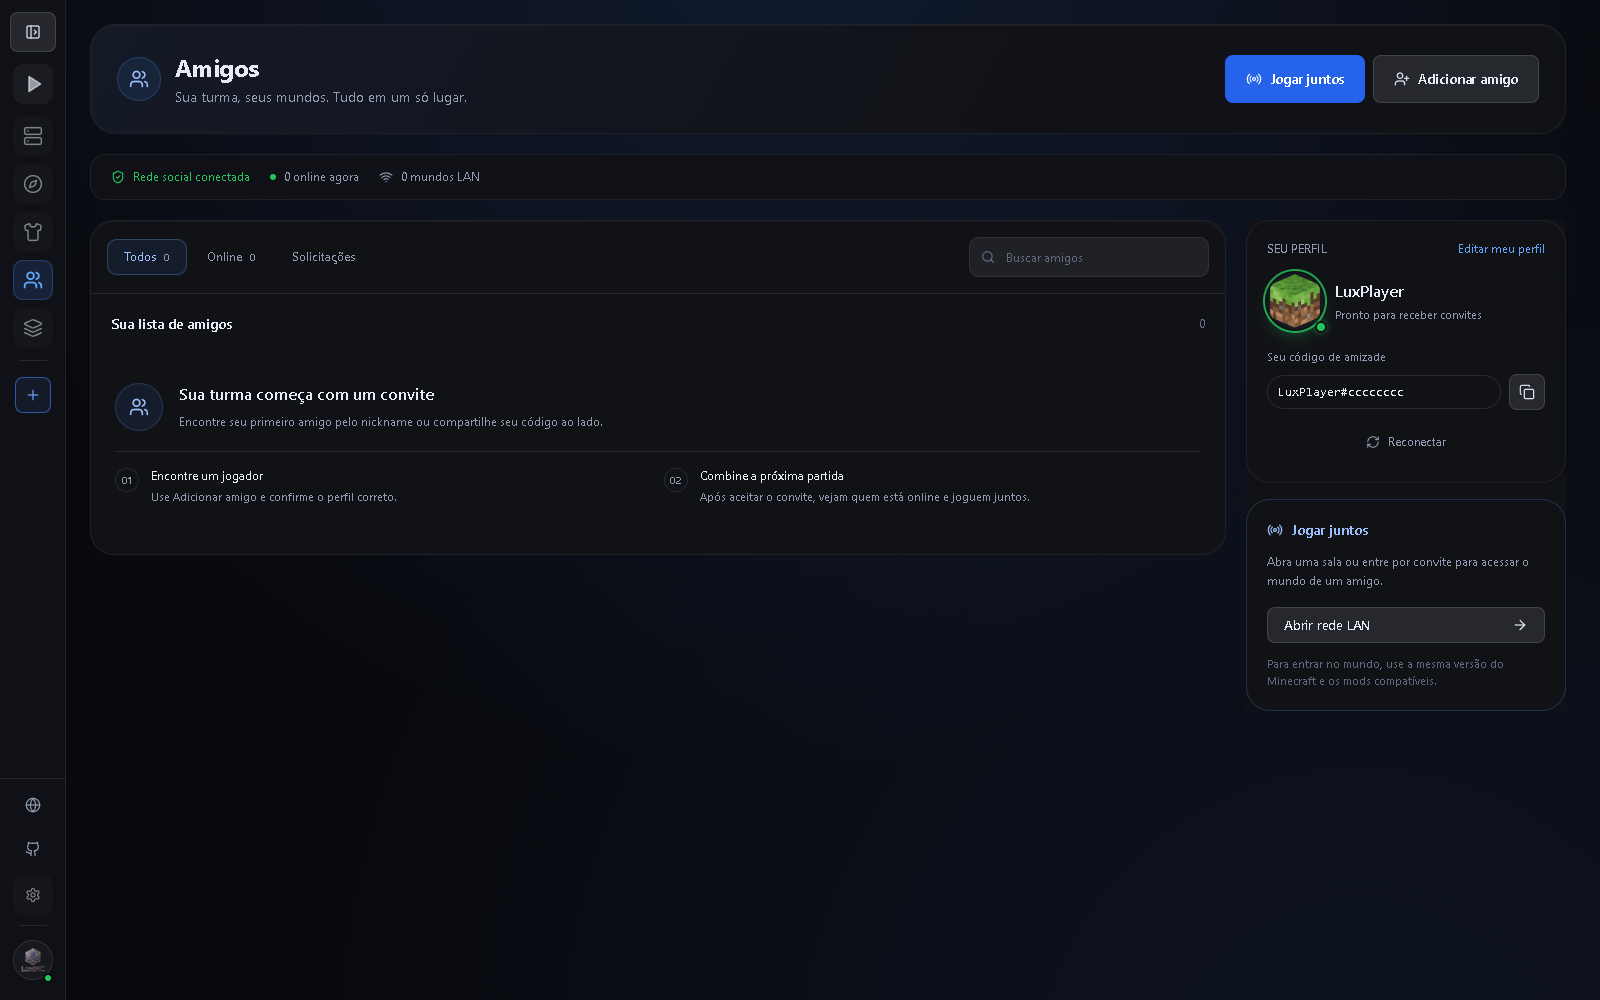 Amigos
Sua turma, seus mundos. Tudo em um só lugar.
Jogar juntos
Adicionar amigo
Rede social conectada
0 online agora
0 mundos LAN
Todos 0
Online 0
Solicitações
Buscar amigos
Sua lista de amigos
0
Sua turma começa com um convite
Encontre seu primeiro amigo pelo nickname ou compartilhe seu código ao lado.
01
Encontre um jogador
Use Adicionar amigo e confirme o perfil correto.
02
Combine a próxima partida
Após aceitar o convite, vejam quem está online e joguem juntos.
SEU PERFIL
Editar meu perfil
LuxPlayer
Pronto para receber convites
Seu código de amizade
LuxPlayer#cccccccc
Reconectar
Jogar juntos
Abra uma sala ou entre por convite para acessar o
mundo de um amigo.
Abrir rede LAN
Para entrar no mundo, use a mesma versão do
Minecraft e os mods compatíveis.